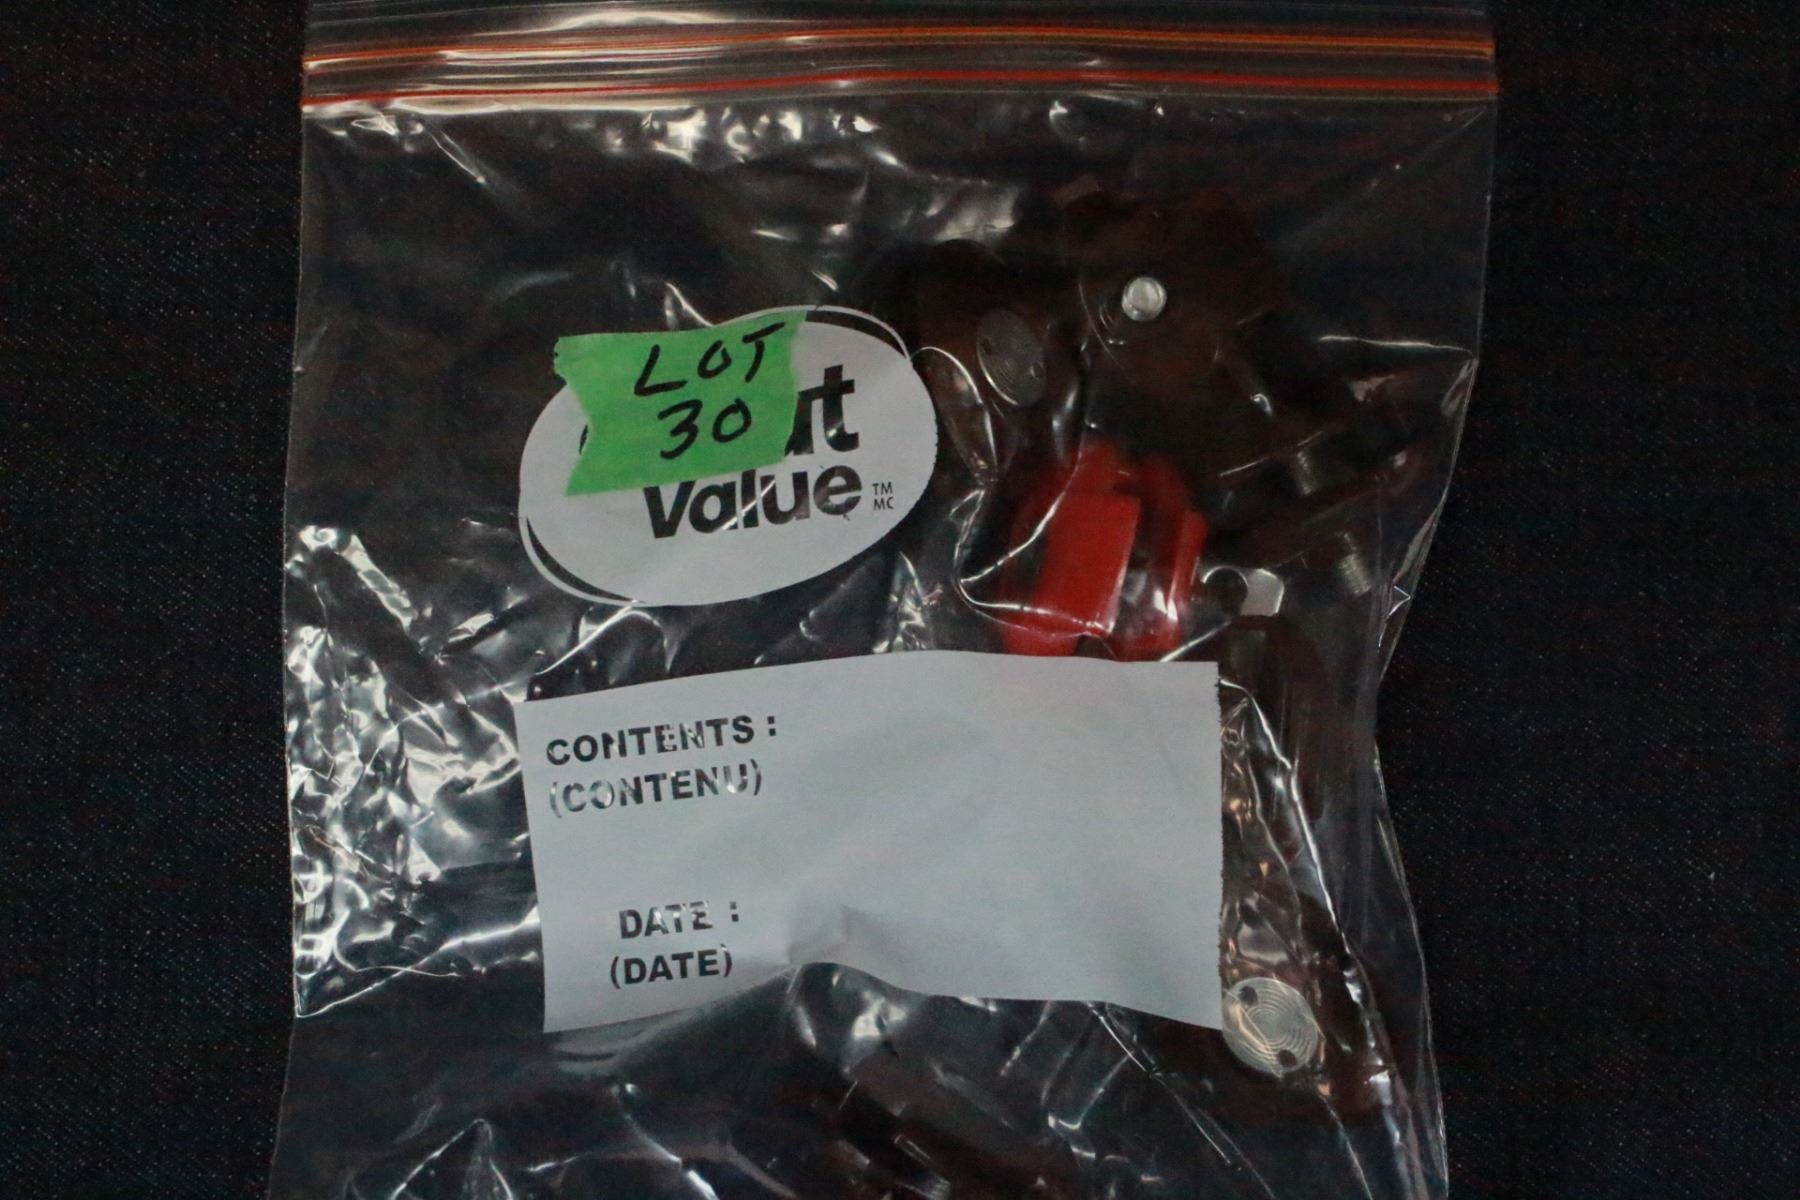 LOT
30
Value
TM
MC
CONTENTS :
(CONTENU)
DATE :
(DATE)